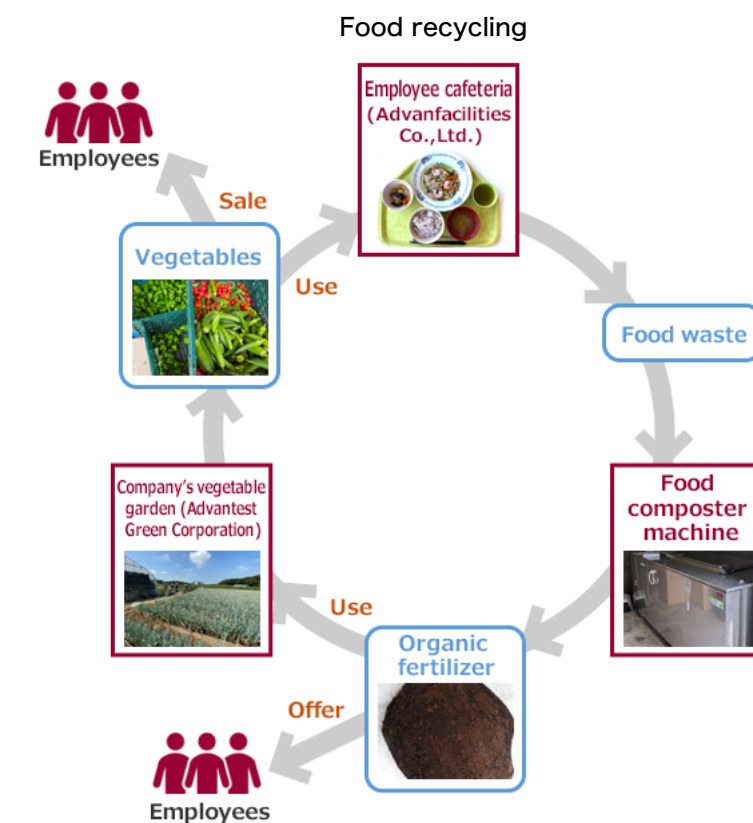 Food recycling
Employee cafeteria
(Advanfacilities
Co.,Ltd.)
Employees
Sale
Vegetables
Use
Food waste
Company's vegetable
garden (Advantest
Green Corporation)
Food
composter
machine
Use
Organic
fertilizer
Offer
Employees